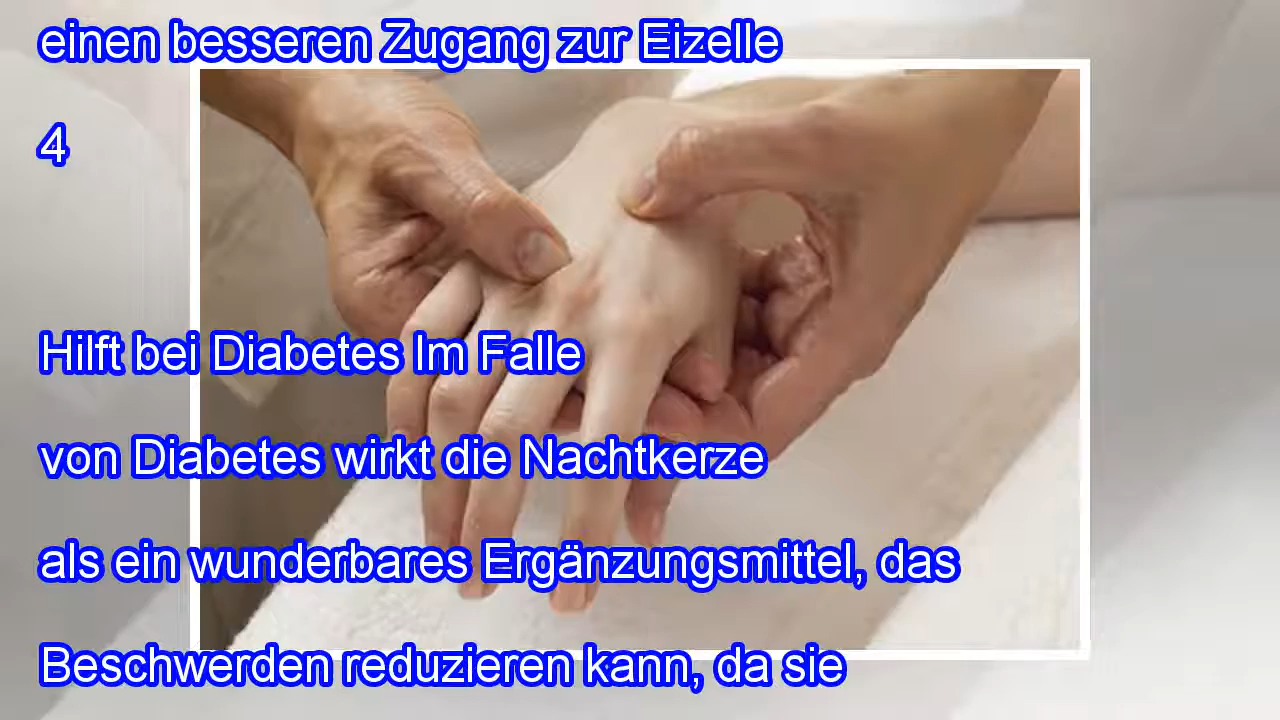 einen besseren Zugang zur Eizelle
4
Hilft bei Diabetes Im Falle
von Diabetes wirkt die Nachtkerze
als ein wunderbares Ergänzungsmittel, das
Beschwerden reduzieren kann, da sie